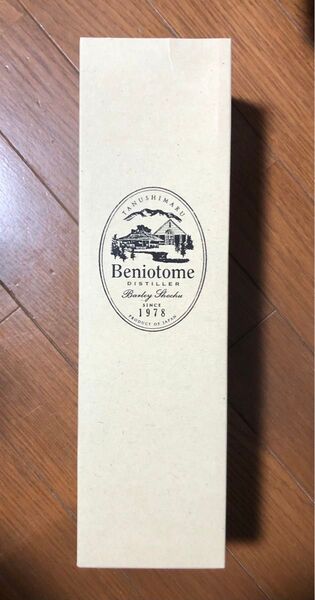 TANUSHIMARU
Beniotome
DISTILLER
Barley Shochu
SINCE
1978
PRODUCT OF JAPAN